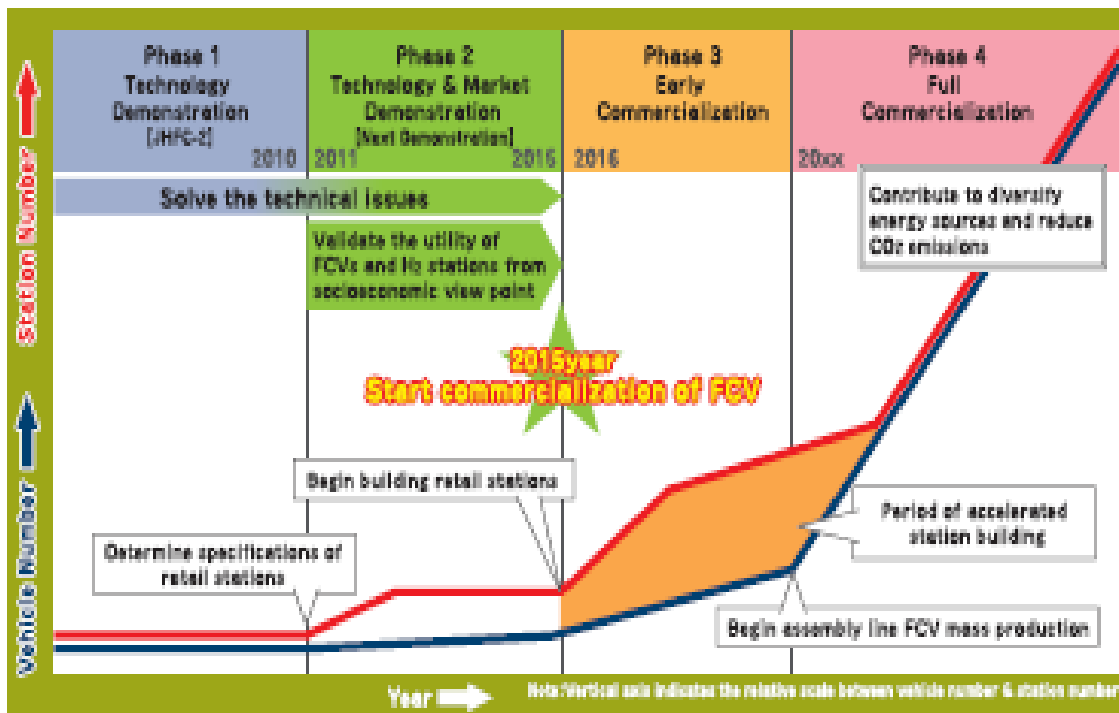 Phase 1
Technology
Demonstration
[JHFC-2]
2010
Phase 2
Technology & Market
Demonstration
[Next Demonstration]
2011
2015
Phase 3
Early
Commercialization
2016
Phase 4
Full
Commercialization
20xx
Solve the technical issues
Validate the utility of
FCVs and H2 stations from
socioeconomic view point
Contribute to diversify
energy sources and reduce
CO2 emissions
2015year
Start commercialization of FCV
Begin building retail stations
Determine specifications of
retail stations
Period of accelerated
station building
Begin assembly line FCV mass production
Station Number
Vehicle Number
Year
Note:Vertical axis indicates the relative scale between vehicle number & station number